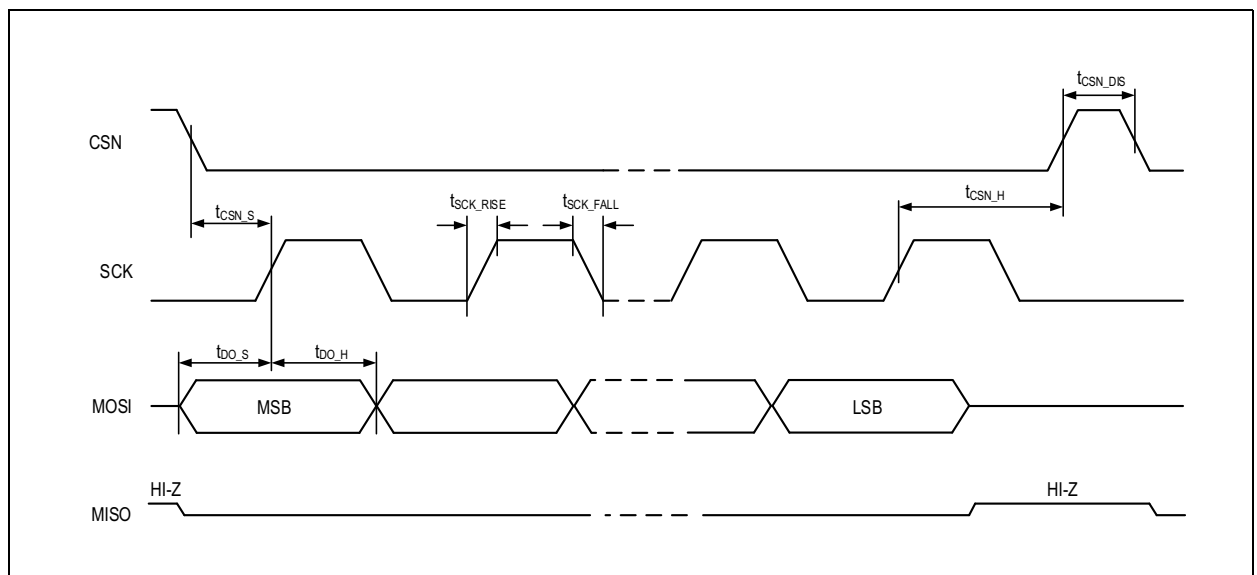 tCSN_DIS
CSN
tCSN_S
tSCK_RISE
tSCK_FALL
tCSN_H
SCK
tDO_S
tDO_H
MOSI
MSB
LSB
HI-Z
HI-Z
MISO